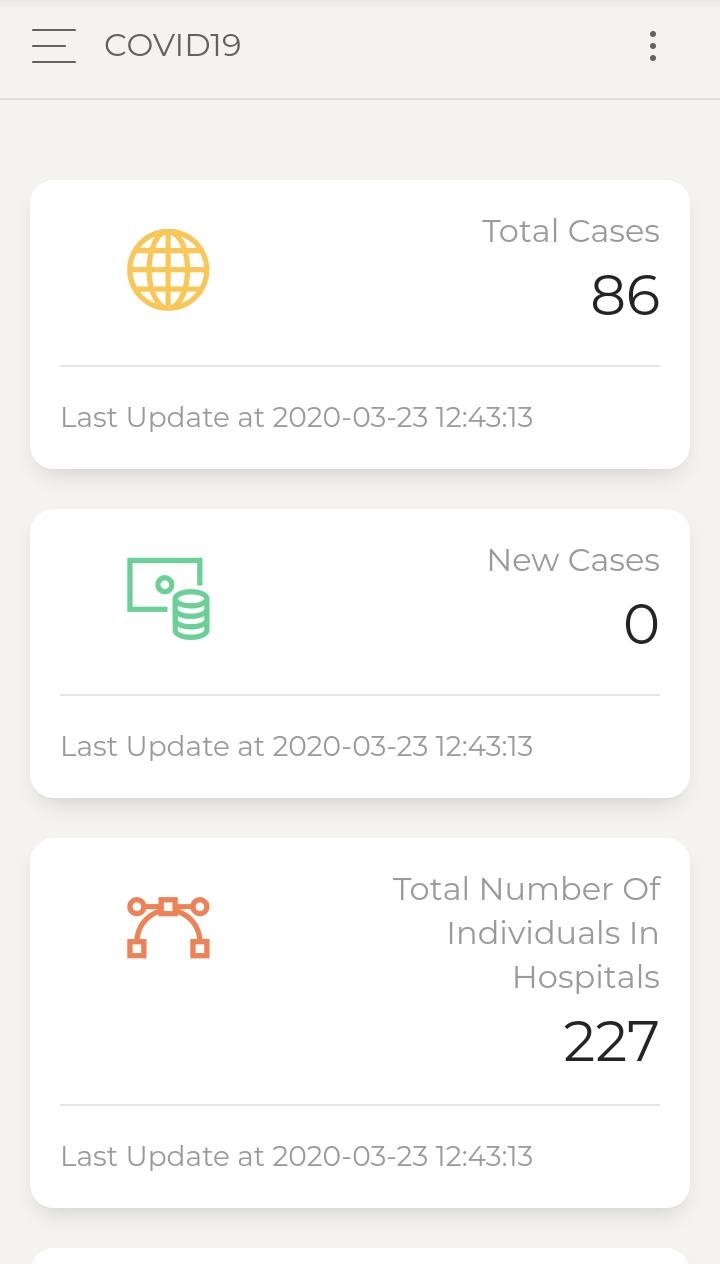 COVID19
Total Cases
86
Last Update at 2020-03-23 12:43:13
New Cases
0
Last Update at 2020-03-23 12:43:13
Total Number Of
Individuals In
Hospitals
227
Last Update at 2020-03-23 12:43:13